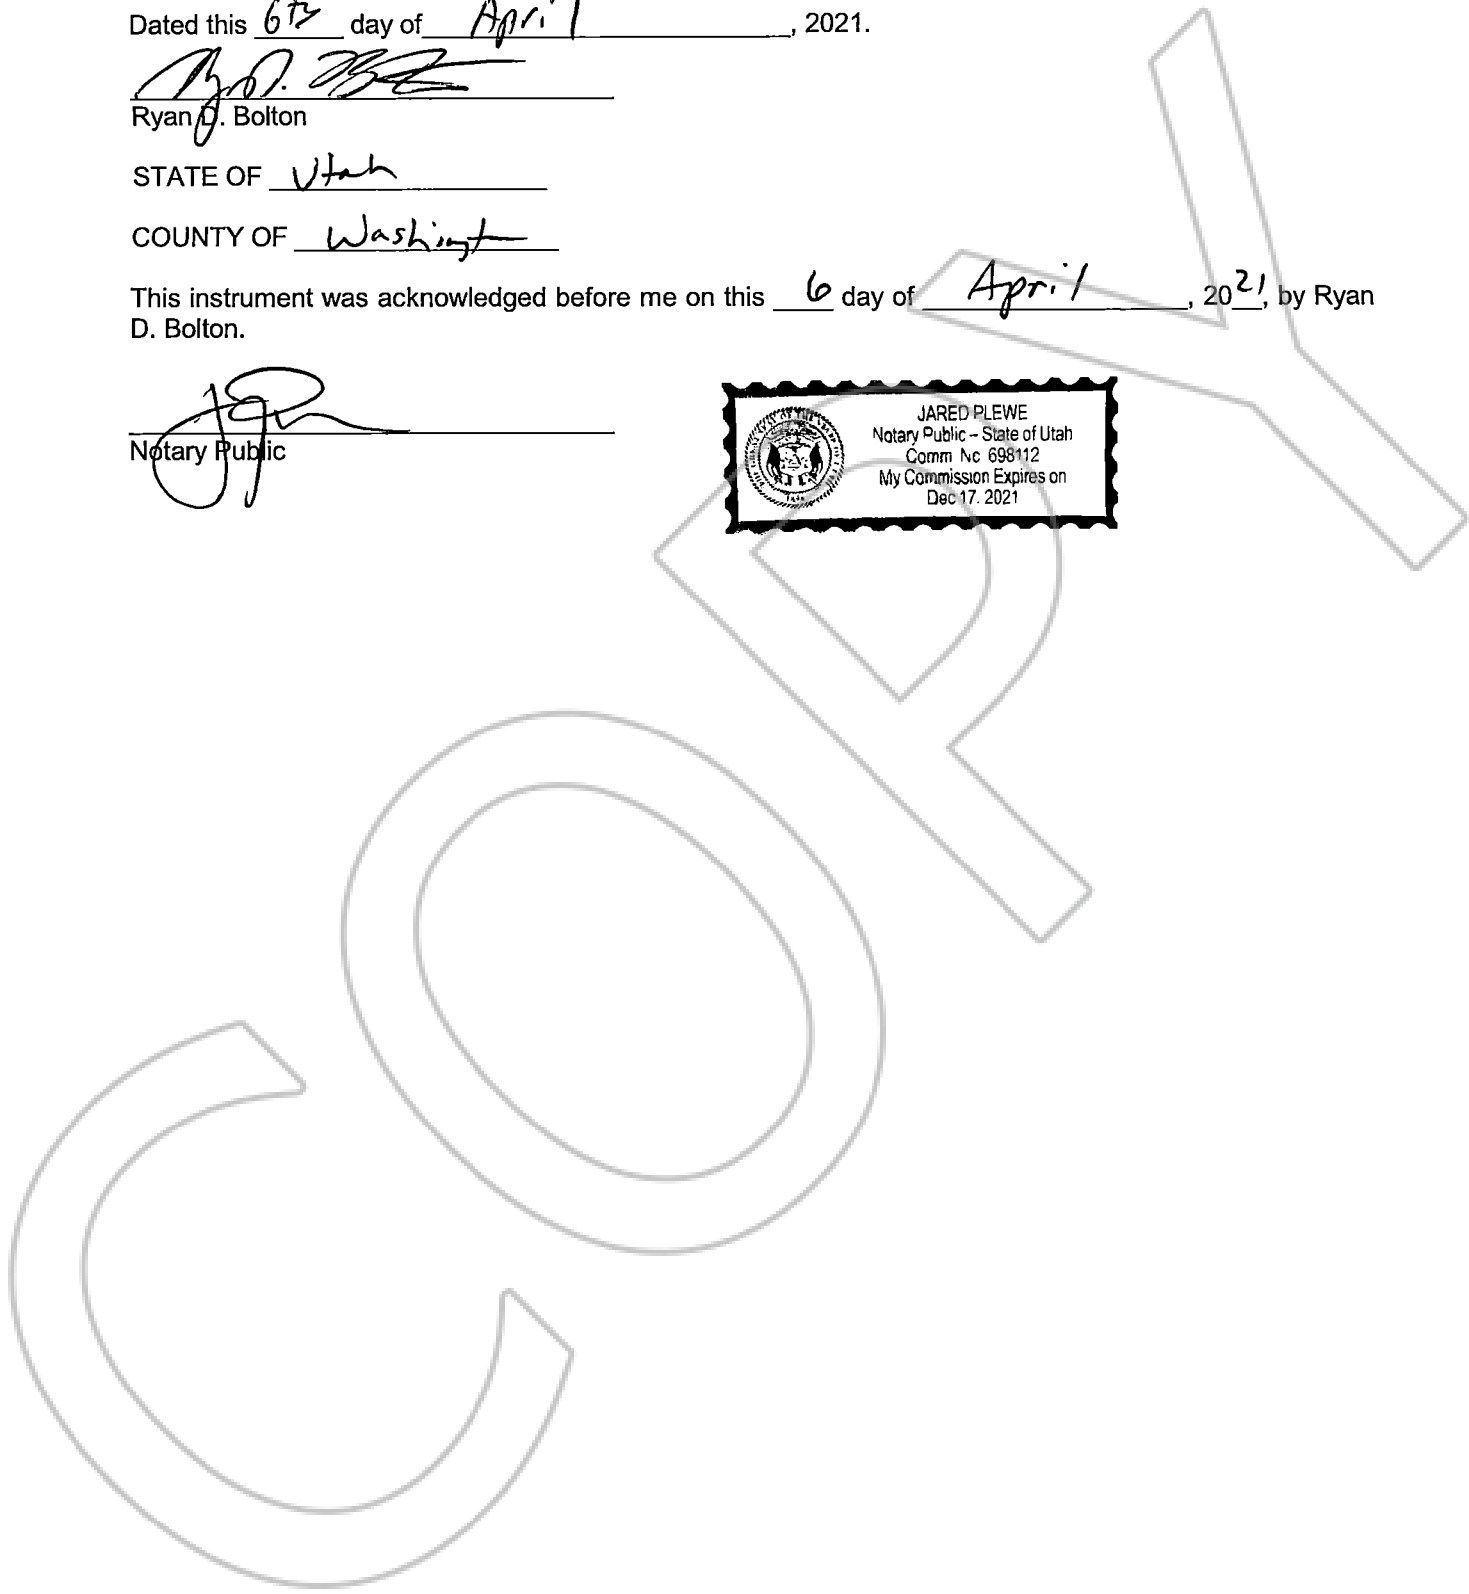 Dated this 6th day of April, 2021.
Ryan D. Bolton
STATE OF Utah
COUNTY OF Washington
This instrument was acknowledged before me on this 6 day of April, 2021, by Ryan
D. Bolton.
Notary Public
JARED PLEWE
Notary Public – State of Utah
Comm Nc 698112
My Commission Expires on
Dec 17. 2021
COPY